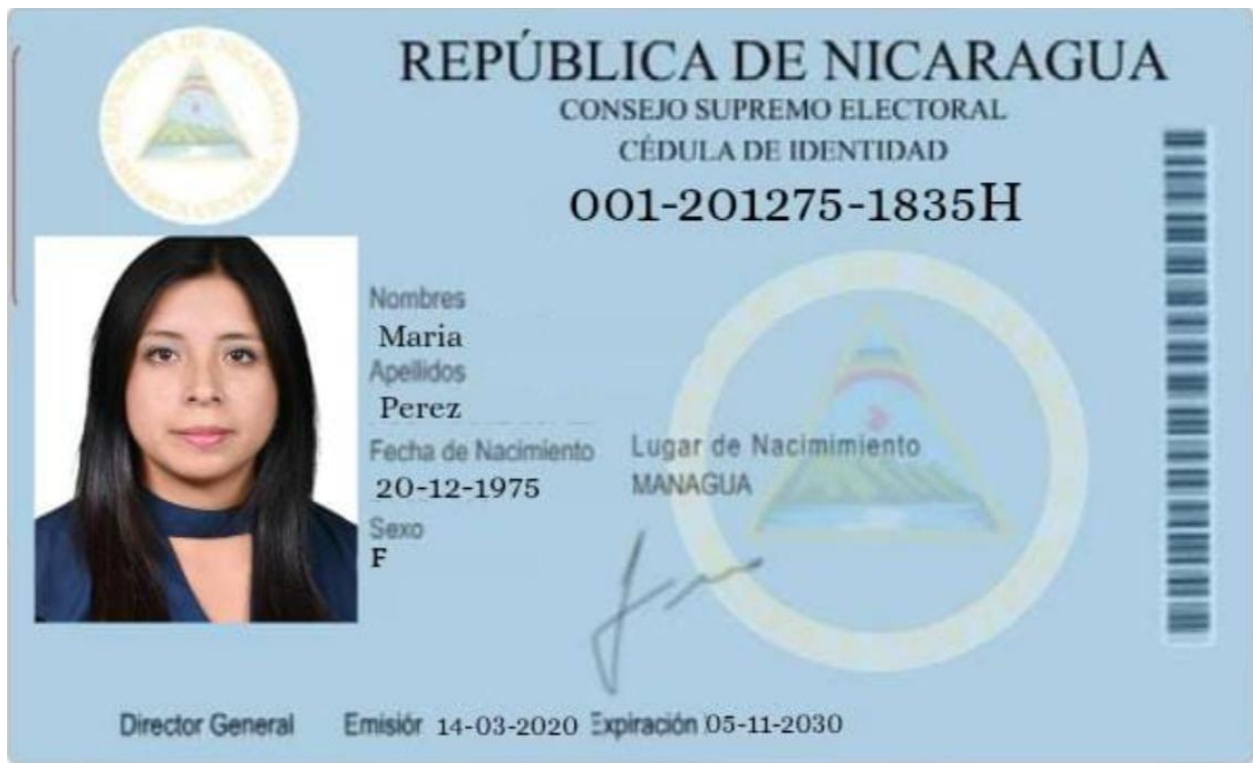 REPÚBLICA DE NICARAGUA
CONSEJO SUPREMO ELECTORAL
CÉDULA DE IDENTIDAD
001-201275-1835H
Nombres
Maria
Apellidos
Perez
Fecha de Nacimiento
20-12-1975
Lugar de Nacimimiento
MANAGUA
Sexo
F
Director General Emisiór 14-03-2020 Expiración 05-11-2030